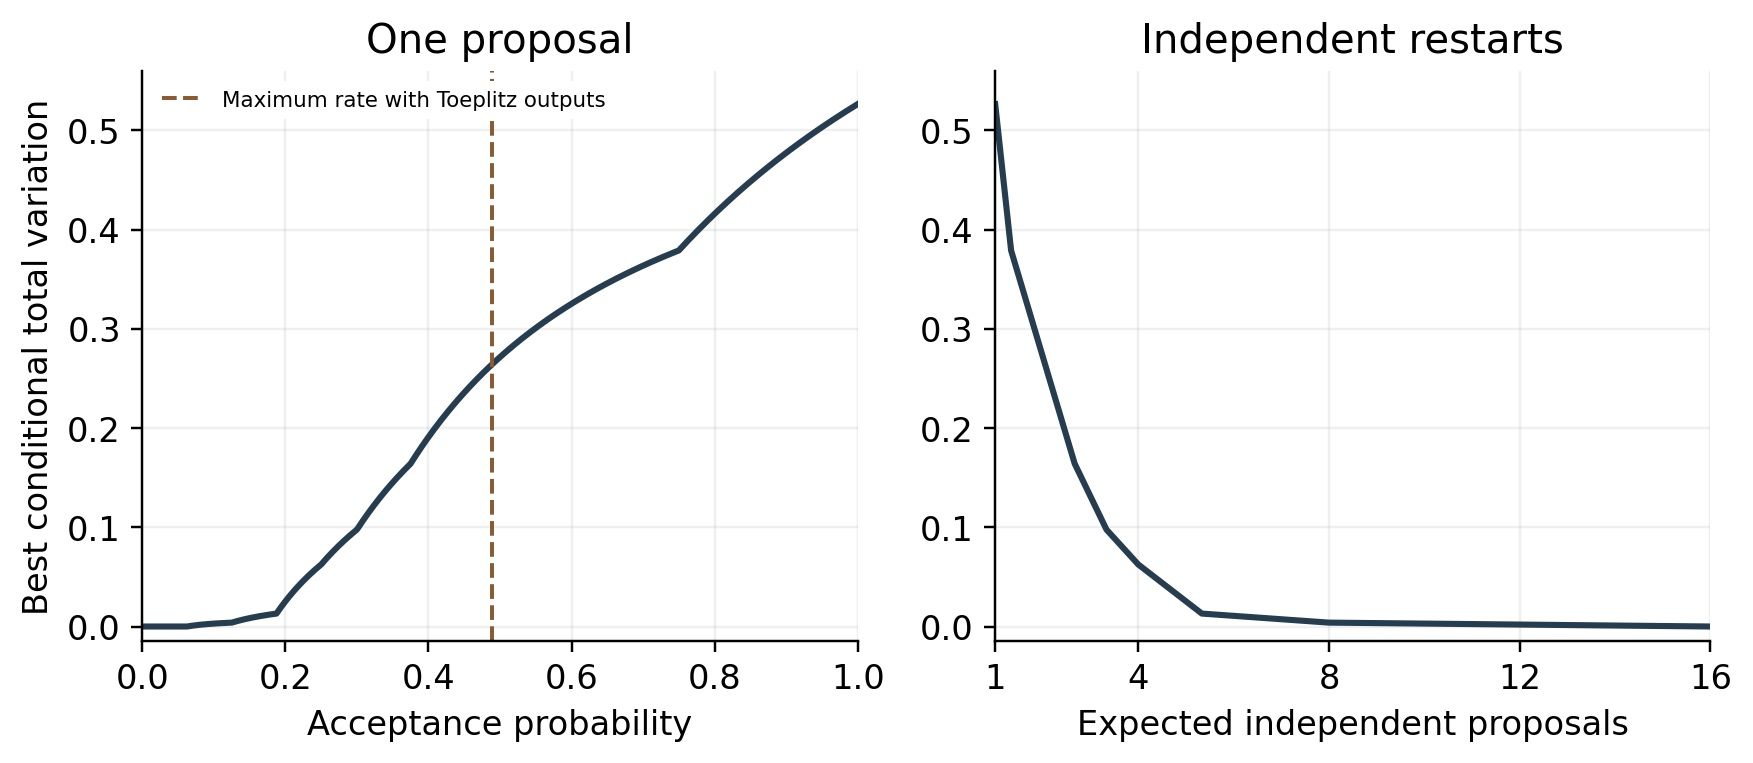 One proposal
Maximum rate with Toeplitz outputs
Best conditional total variation
0.5
0.4
0.3
0.2
0.1
0.0
0.0 0.2 0.4 0.6 0.8 1.0
Acceptance probability
Independent restarts
0.5
0.4
0.3
0.2
0.1
0.0
1 4 8 12 16
Expected independent proposals